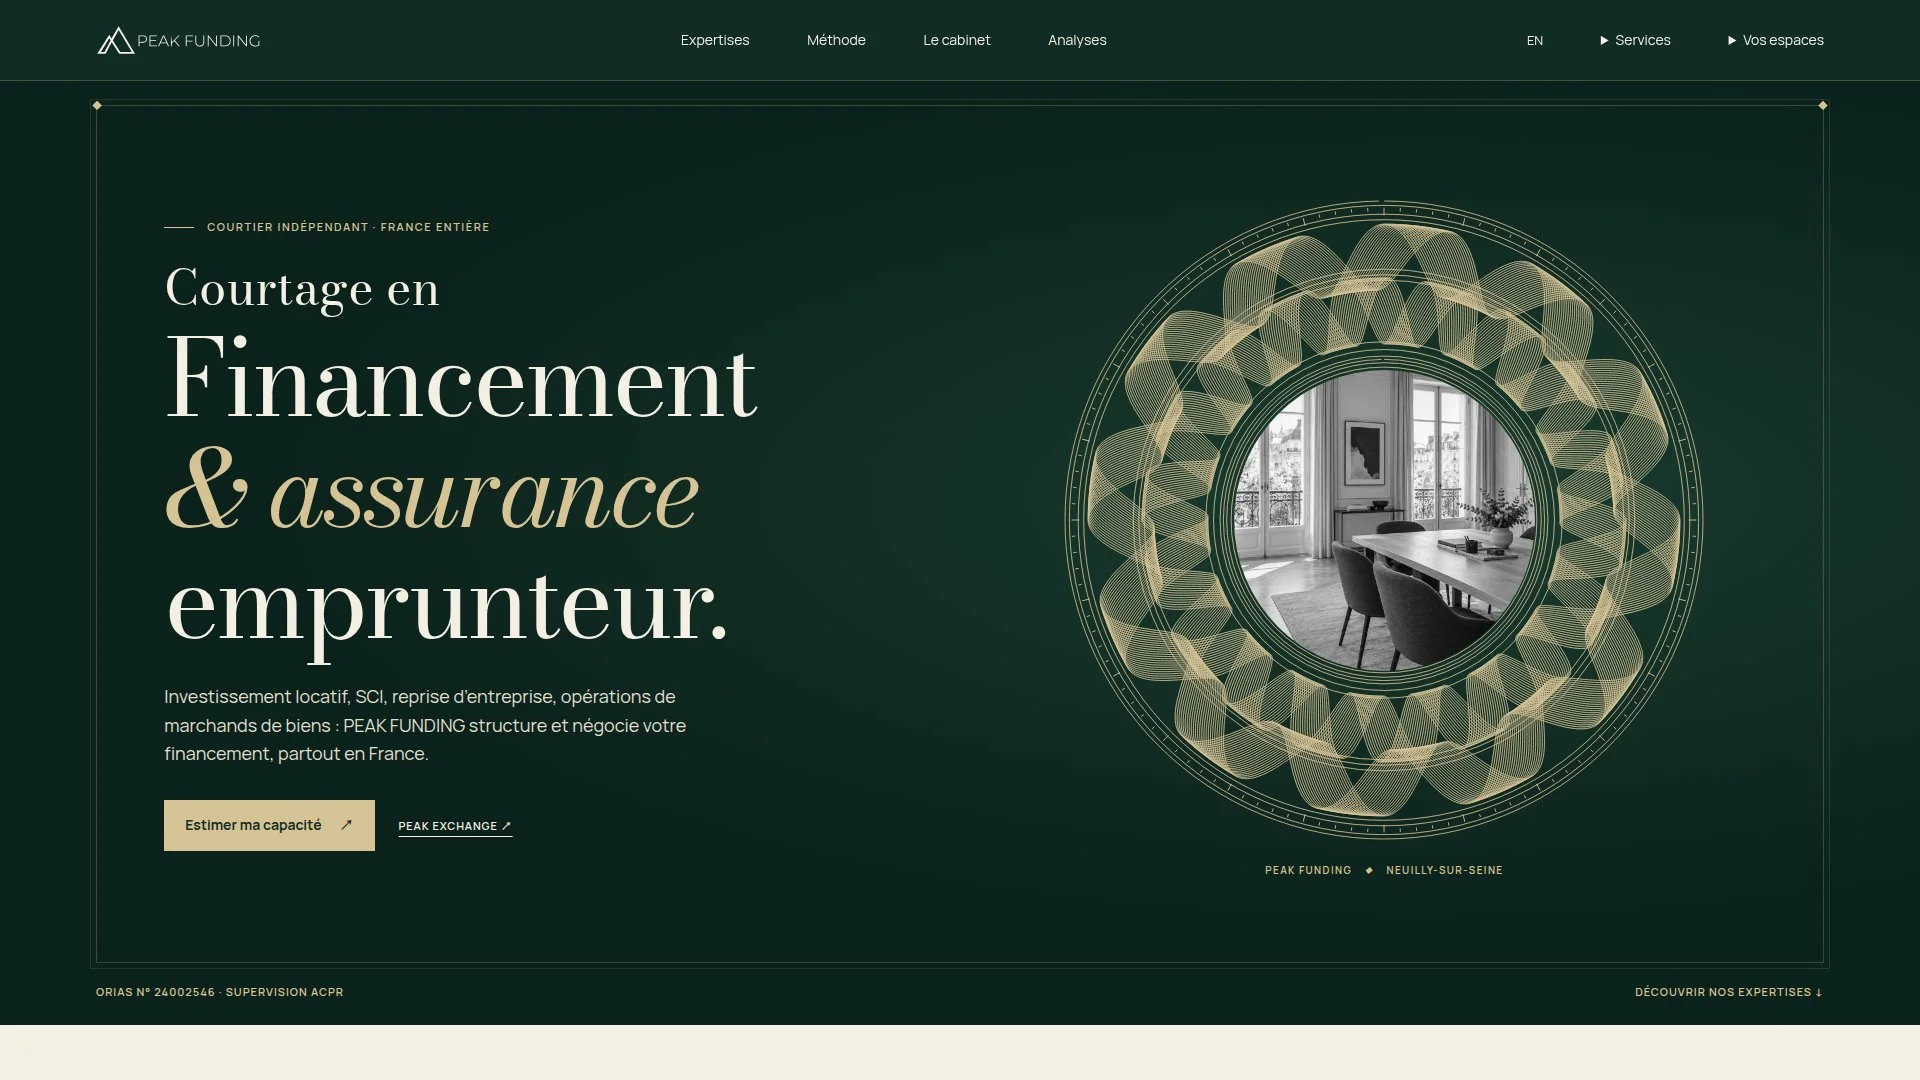 PEAK FUNDING
Expertises
Méthode
Le cabinet
Analyses
EN
▶ Services
▶ Vos espaces
COURTIER INDÉPENDANT · FRANCE ENTIÈRE
Courtage en
Financement
& assurance
emprunteur.
Investissement locatif, SCI, reprise d’entreprise, opérations de
marchands de biens : PEAK FUNDING structure et négocie votre
financement, partout en France.
Estimer ma capacité ↗
PEAK EXCHANGE ↗
PEAK FUNDING ◆ NEUILLY-SUR-SEINE
ORIAS N° 24002546 · SUPERVISION ACPR
DÉCOUVRIR NOS EXPERTISES ↓